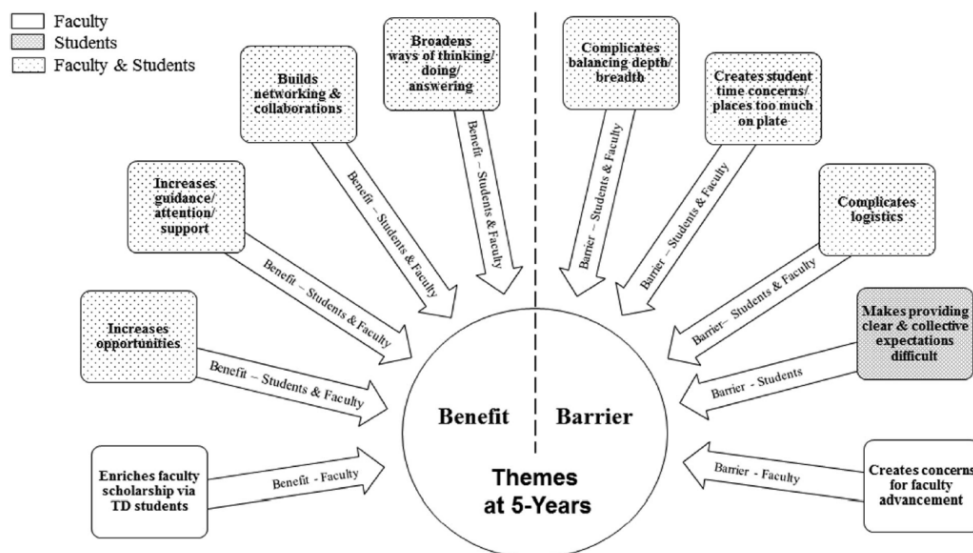 Faculty
Students
Faculty & Students
Broadens
ways of thinking/
doing/
answering
Builds
networking &
collaborations
Increases
guidance/
attention/
support
Increases
opportunities
Enriches faculty
scholarship via
TD students
Benefit – Students & Faculty
Benefit – Students & Faculty
Benefit – Students & Faculty
Benefit – Students & Faculty
Benefit - Faculty
Complicates
balancing depth/
breadth
Creates student
time concerns/
places too much
on plate
Complicates
logistics
Makes providing
clear & collective
expectations
difficult
Creates concerns
for faculty
advancement
Barrier – Students & Faculty
Barrier – Students & Faculty
Barrier– Students & Faculty
Barrier - Students
Barrier - Faculty
Benefit
Barrier
Themes
at 5-Years